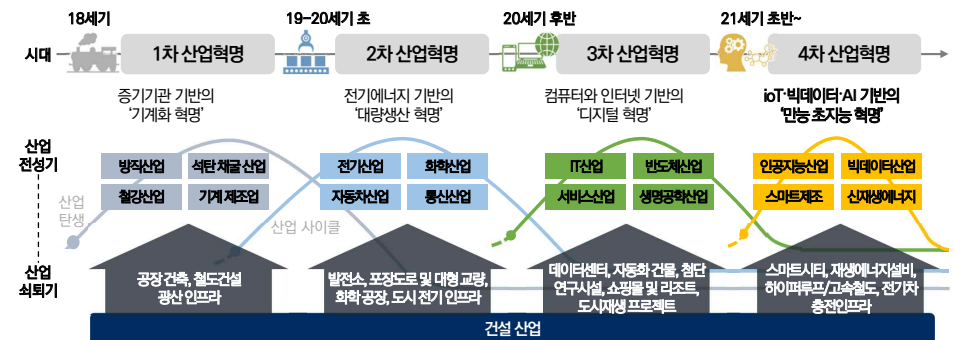 18세기
19~20세기 초
20세기 후반
21세기 초반~
시대
1차 산업혁명
2차 산업혁명
3차 산업혁명
4차 산업혁명
증기기관 기반의
'기계화 혁명'
전기에너지 기반의
'대량생산 혁명'
컴퓨터와 인터넷 기반의
'디지털 혁명'
ioT·빅데이터·AI 기반의
'만능 초지능 혁명'
산업
전성기
방직산업
석탄 채굴 산업
철강산업
기계 제조업
전기산업
화학산업
자동차산업
통신산업
IT산업
반도체산업
서비스산업
생명공학산업
인공지능산업
빅데이터산업
스마트제조
신재생에너지
산업
탄생
산업 사이클
산업
쇠퇴기
공장 건축, 철도건설
광산 인프라
발전소, 포장도로 및 대형 교량,
화학 공장, 도시 전기 인프라
데이터센터, 자동화 건물, 첨단
연구시설, 쇼핑몰 및 리조트,
도시재생 프로젝트
스마트시티, 재생에너지설비,
하이퍼루프/고속철도, 전기차
충전인프라
건설 산업